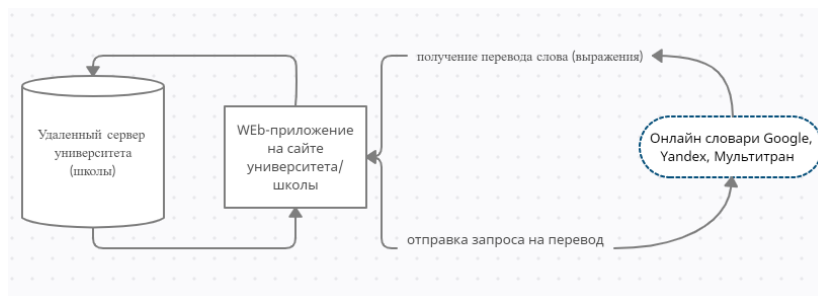 получение перевода слова (выражения)
Удаленный сервер
университета
(школы)
WEb-приложение
на сайте
университета/
школы
Онлайн словари Google,
Yandex, Мультитран
отправка запроса на перевод